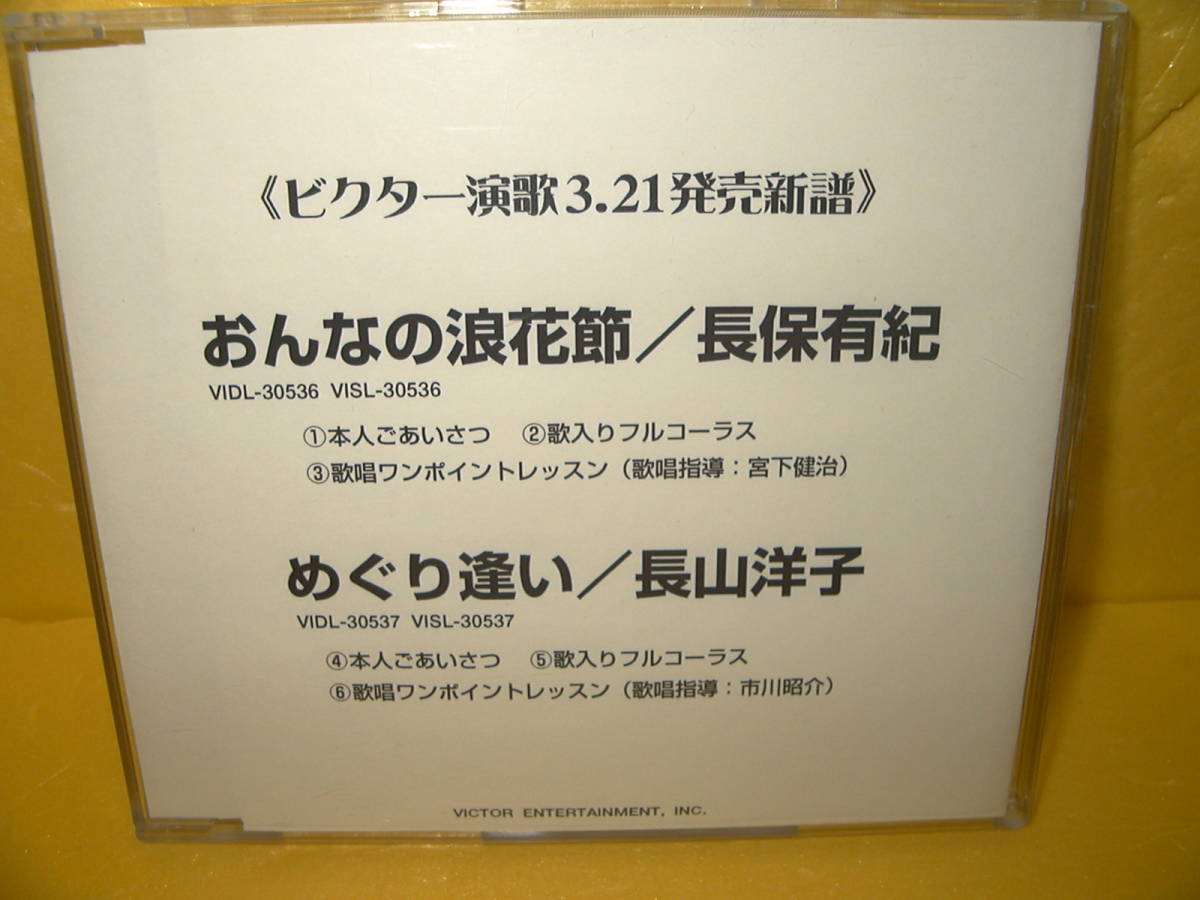 《ビクター演歌3.21発売新譜》
おんなの浪花節／長保有紀
VIDL-30536 VISL-30536
①本人ごあいさつ ②歌入りフルコーラス
③歌唱ワンポイントレッスン（歌唱指導：宮下健治）
めぐり逢い／長山洋子
VIDL-30537 VISL-30537
④本人ごあいさつ ⑤歌入りフルコーラス
⑥歌唱ワンポイントレッスン（歌唱指導：市川昭介）
VICTOR ENTERTAINMENT, INC.